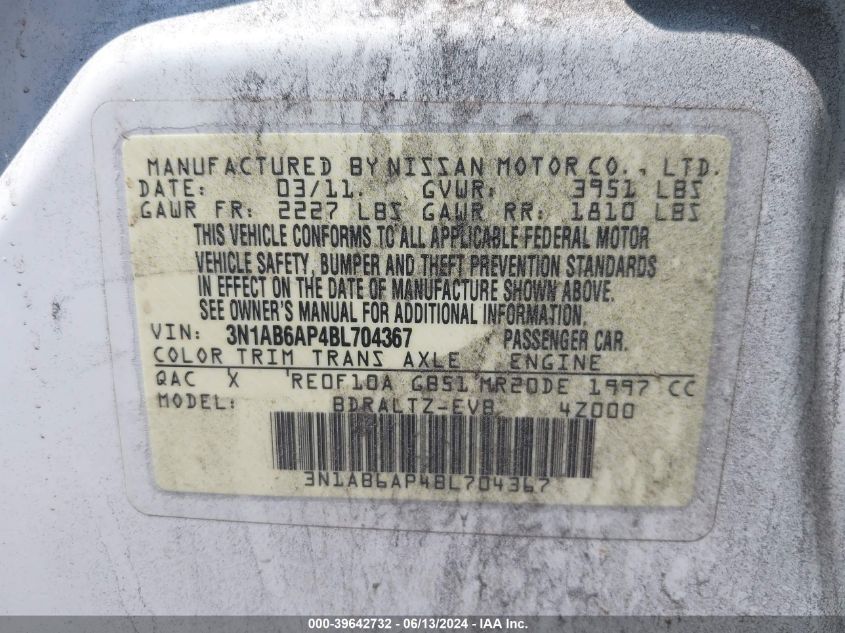 MANUFACTURED BY NISSAN MOTOR CO., LTD.
DATE: 03/11. GVWR: 3951 LBS
GAWR FR: 2227 LBS GAWR RR: 1810 LBS
THIS VEHICLE CONFORMS TO ALL APPLICABLE FEDERAL MOTOR
VEHICLE SAFETY, BUMPER AND THEFT PREVENTION STANDARDS
IN EFFECT ON THE DATE OF MANUFACTURE SHOWN ABOVE.
SEE OWNER'S MANUAL FOR ADDITIONAL INFORMATION.
VIN: 3N1AB6AP4BL704367 PASSENGER CAR.
COLOR TRIM TRANS AXLE ENGINE
QAC X RE0F10A GB51 MR20DE 1997 CC
MODEL: BDRALTZ-EVB 4Z000
3N1AB6AP4BL704367
000-39642732 - 06/13/2024 - IAA Inc.